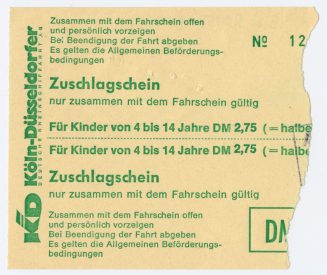 Zusammen mit dem Fahrschein offen
und persönlich vorzeigen
Bei Beendigung der Fahrt abgeben
Es gelten die Allgemeinen Beförderungs-
bedingungen
№ 12
Zuschlagschein
nur zusammen mit dem Fahrschein gültig
Für Kinder von 4 bis 14 Jahre DM 2,75 (= halbe
Für Kinder von 4 bis 14 Jahre DM 2,75 (= halbe
Zuschlagschein
nur zusammen mit dem Fahrschein gültig
Zusammen mit dem Fahrschein offen
und persönlich vorzeigen
Bei Beendigung der Fahrt abgeben
Es gelten die Allgemeinen Beförderungs-
bedingungen
DM
KD Köln-Düsseldorfer